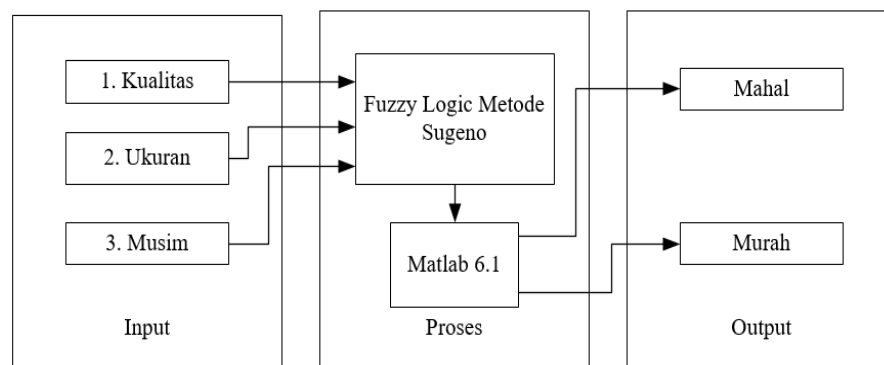 1. Kualitas
2. Ukuran
3. Musim
Input
Fuzzy Logic Metode
Sugeno
Matlab 6.1
Proses
Mahal
Murah
Output